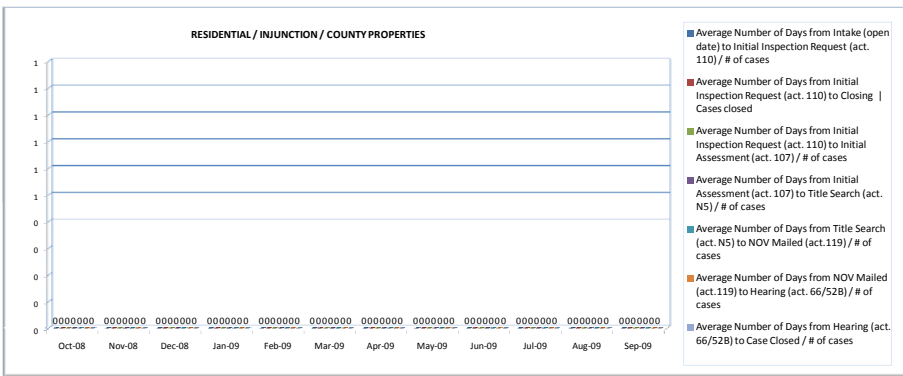 RESIDENTIAL / INJUNCTION / COUNTY PROPERTIES
1
1
1
1
1
1
0
0
0
0
0
0000000 0000000 0000000 0000000 0000000 0000000 0000000 0000000 0000000 0000000 0000000 0000000
Oct-08 Nov-08 Dec-08 Jan-09 Feb-09 Mar-09 Apr-09 May-09 Jun-09 Jul-09 Aug-09 Sep-09
Average Number of Days from Intake (open
date) to Initial Inspection Request (act.
110) / # of cases
Average Number of Days from Initial
Inspection Request (act. 110) to Closing |
Cases closed
Average Number of Days from Initial
Inspection Request (act. 110) to Initial
Assessment (act. 107) / # of cases
Average Number of Days from Initial
Assessment (act. 107) to Title Search (act.
N5) / # of cases
Average Number of Days from Title Search
(act. N5) to NOV Mailed (act.119) / # of
cases
Average Number of Days from NOV Mailed
(act.119) to Hearing (act. 66/52B) / # of
cases
Average Number of Days from Hearing (act.
66/52B) to Case Closed / # of cases